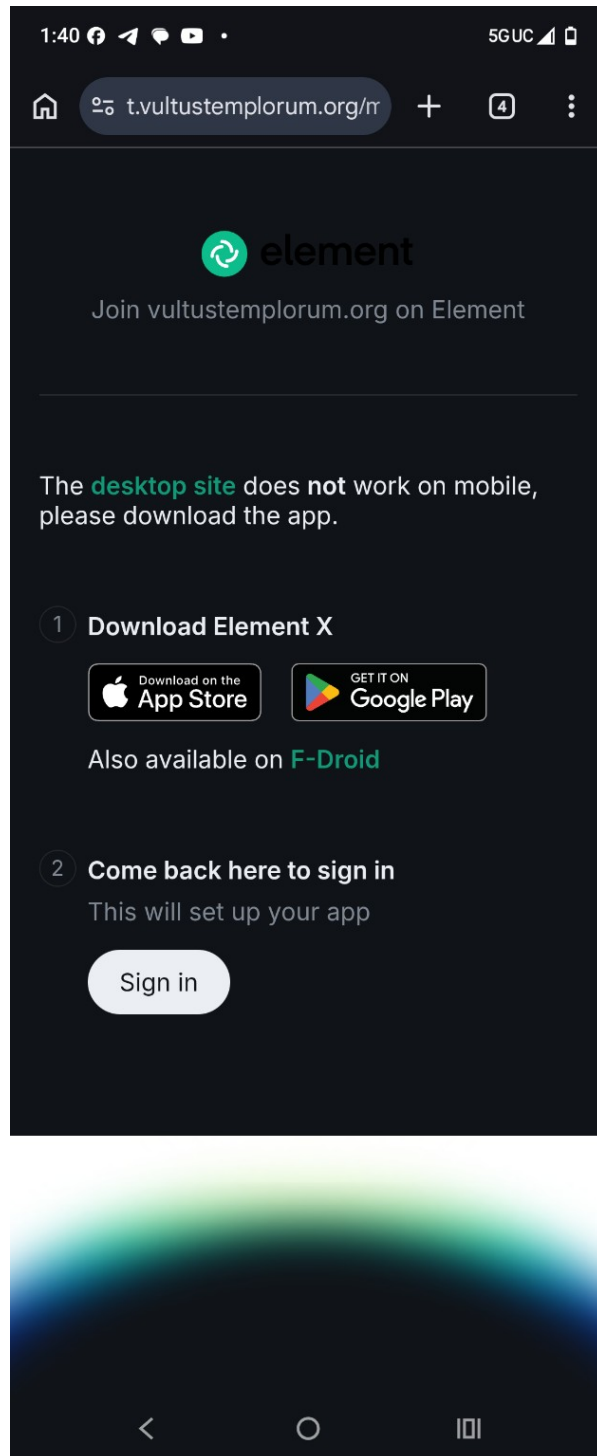 1:40
5G UC
t.vultustemplorum.org/m
4
element
Join vultustemplorum.org on Element
The desktop site does not work on mobile,
please download the app.
1 Download Element X
Download on the
App Store
GET IT ON
Google Play
Also available on F-Droid
2 Come back here to sign in
This will set up your app
Sign in